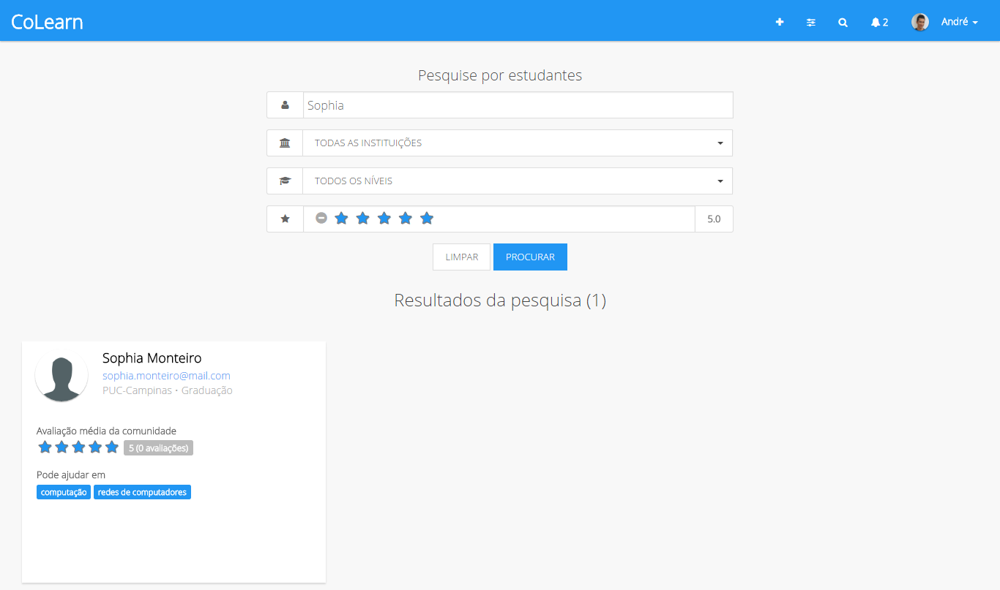 CoLearn
2
André
Pesquise por estudantes
Sophia
TODAS AS INSTITUIÇÕES
TODOS OS NÍVEIS
5.0
LIMPAR
PROCURAR
Resultados da pesquisa (1)
Sophia Monteiro
sophia.monteiro@mail.com
PUC-Campinas • Graduação
Avaliação média da comunidade
5 (0 avaliações)
Pode ajudar em
computação redes de computadores